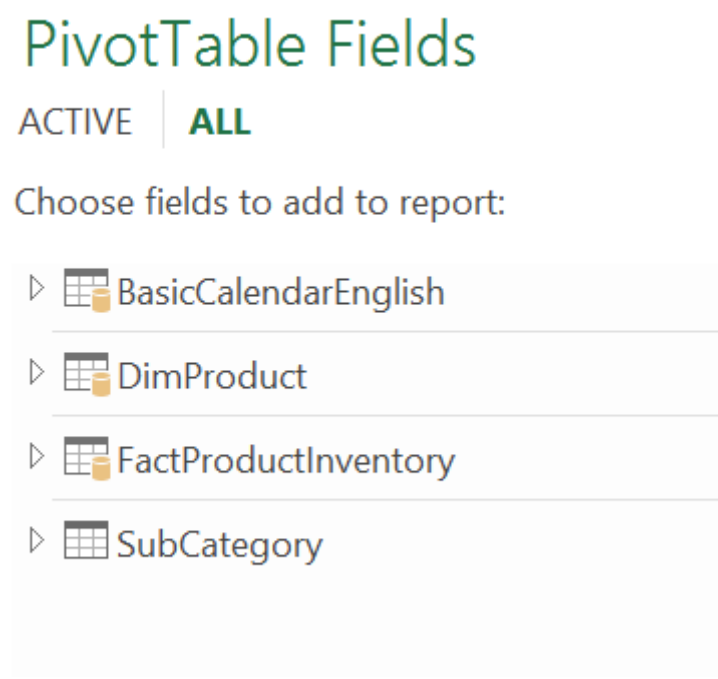 PivotTable Fields
ACTIVE ALL
Choose fields to add to report:
BasicCalendarEnglish
DimProduct
FactProductInventory
SubCategory